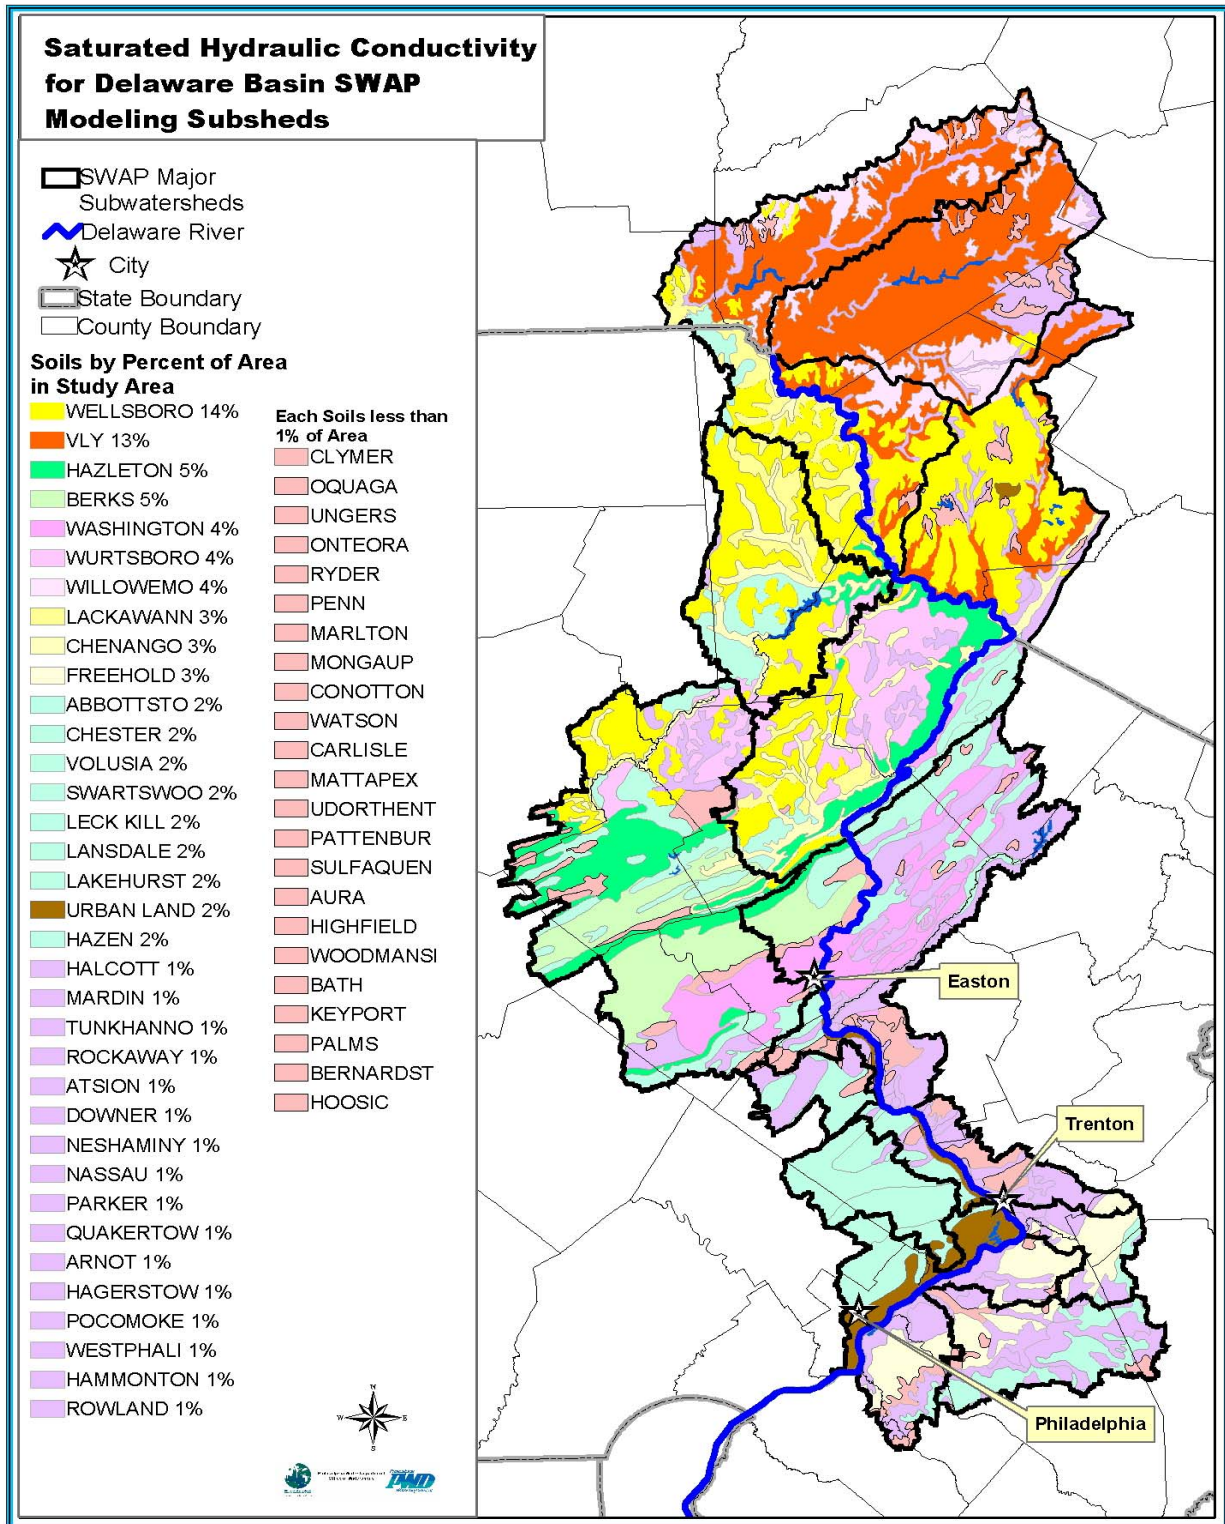 Saturated Hydraulic Conductivity
for Delaware Basin SWAP
Modeling Subsheds
SWAP Major
Subwatersheds
Delaware River
City
State Boundary
County Boundary
Soils by Percent of Area
in Study Area
WELLSBORO 14%
VLY 13%
HAZLETON 5%
BERKS 5%
WASHINGTON 4%
WURTSBORO 4%
WILLOWEMO 4%
LACKAWANN 3%
CHENANGO 3%
FREEHOLD 3%
ABBOTTSTO 2%
CHESTER 2%
VOLUSIA 2%
SWARTSWOO 2%
LECK KILL 2%
LANSDALE 2%
LAKEHURST 2%
URBAN LAND 2%
HAZEN 2%
HALCOTT 1%
MARDIN 1%
TUNKHANNO 1%
ROCKAWAY 1%
ATSION 1%
DOWNER 1%
NESHAMINY 1%
NASSAU 1%
PARKER 1%
QUAKERTOW 1%
ARNOT 1%
HAGERSTOW 1%
POCOMOKE 1%
WESTPHALI 1%
HAMMONTON 1%
ROWLAND 1%
Each Soils less than
1% of Area
CLYMER
OQUAGA
UNGERS
ONTEORA
RYDER
PENN
MARLTON
MONGAUP
CONOTTON
WATSON
CARLISLE
MATTAPEX
UDORTHENT
PATTENBUR
SULFAQUEN
AURA
HIGHFIELD
WOODMANSI
BATH
KEYPORT
PALMS
BERNARDST
HOOSIC
N
W E
S
PWD
Easton
Trenton
Philadelphia